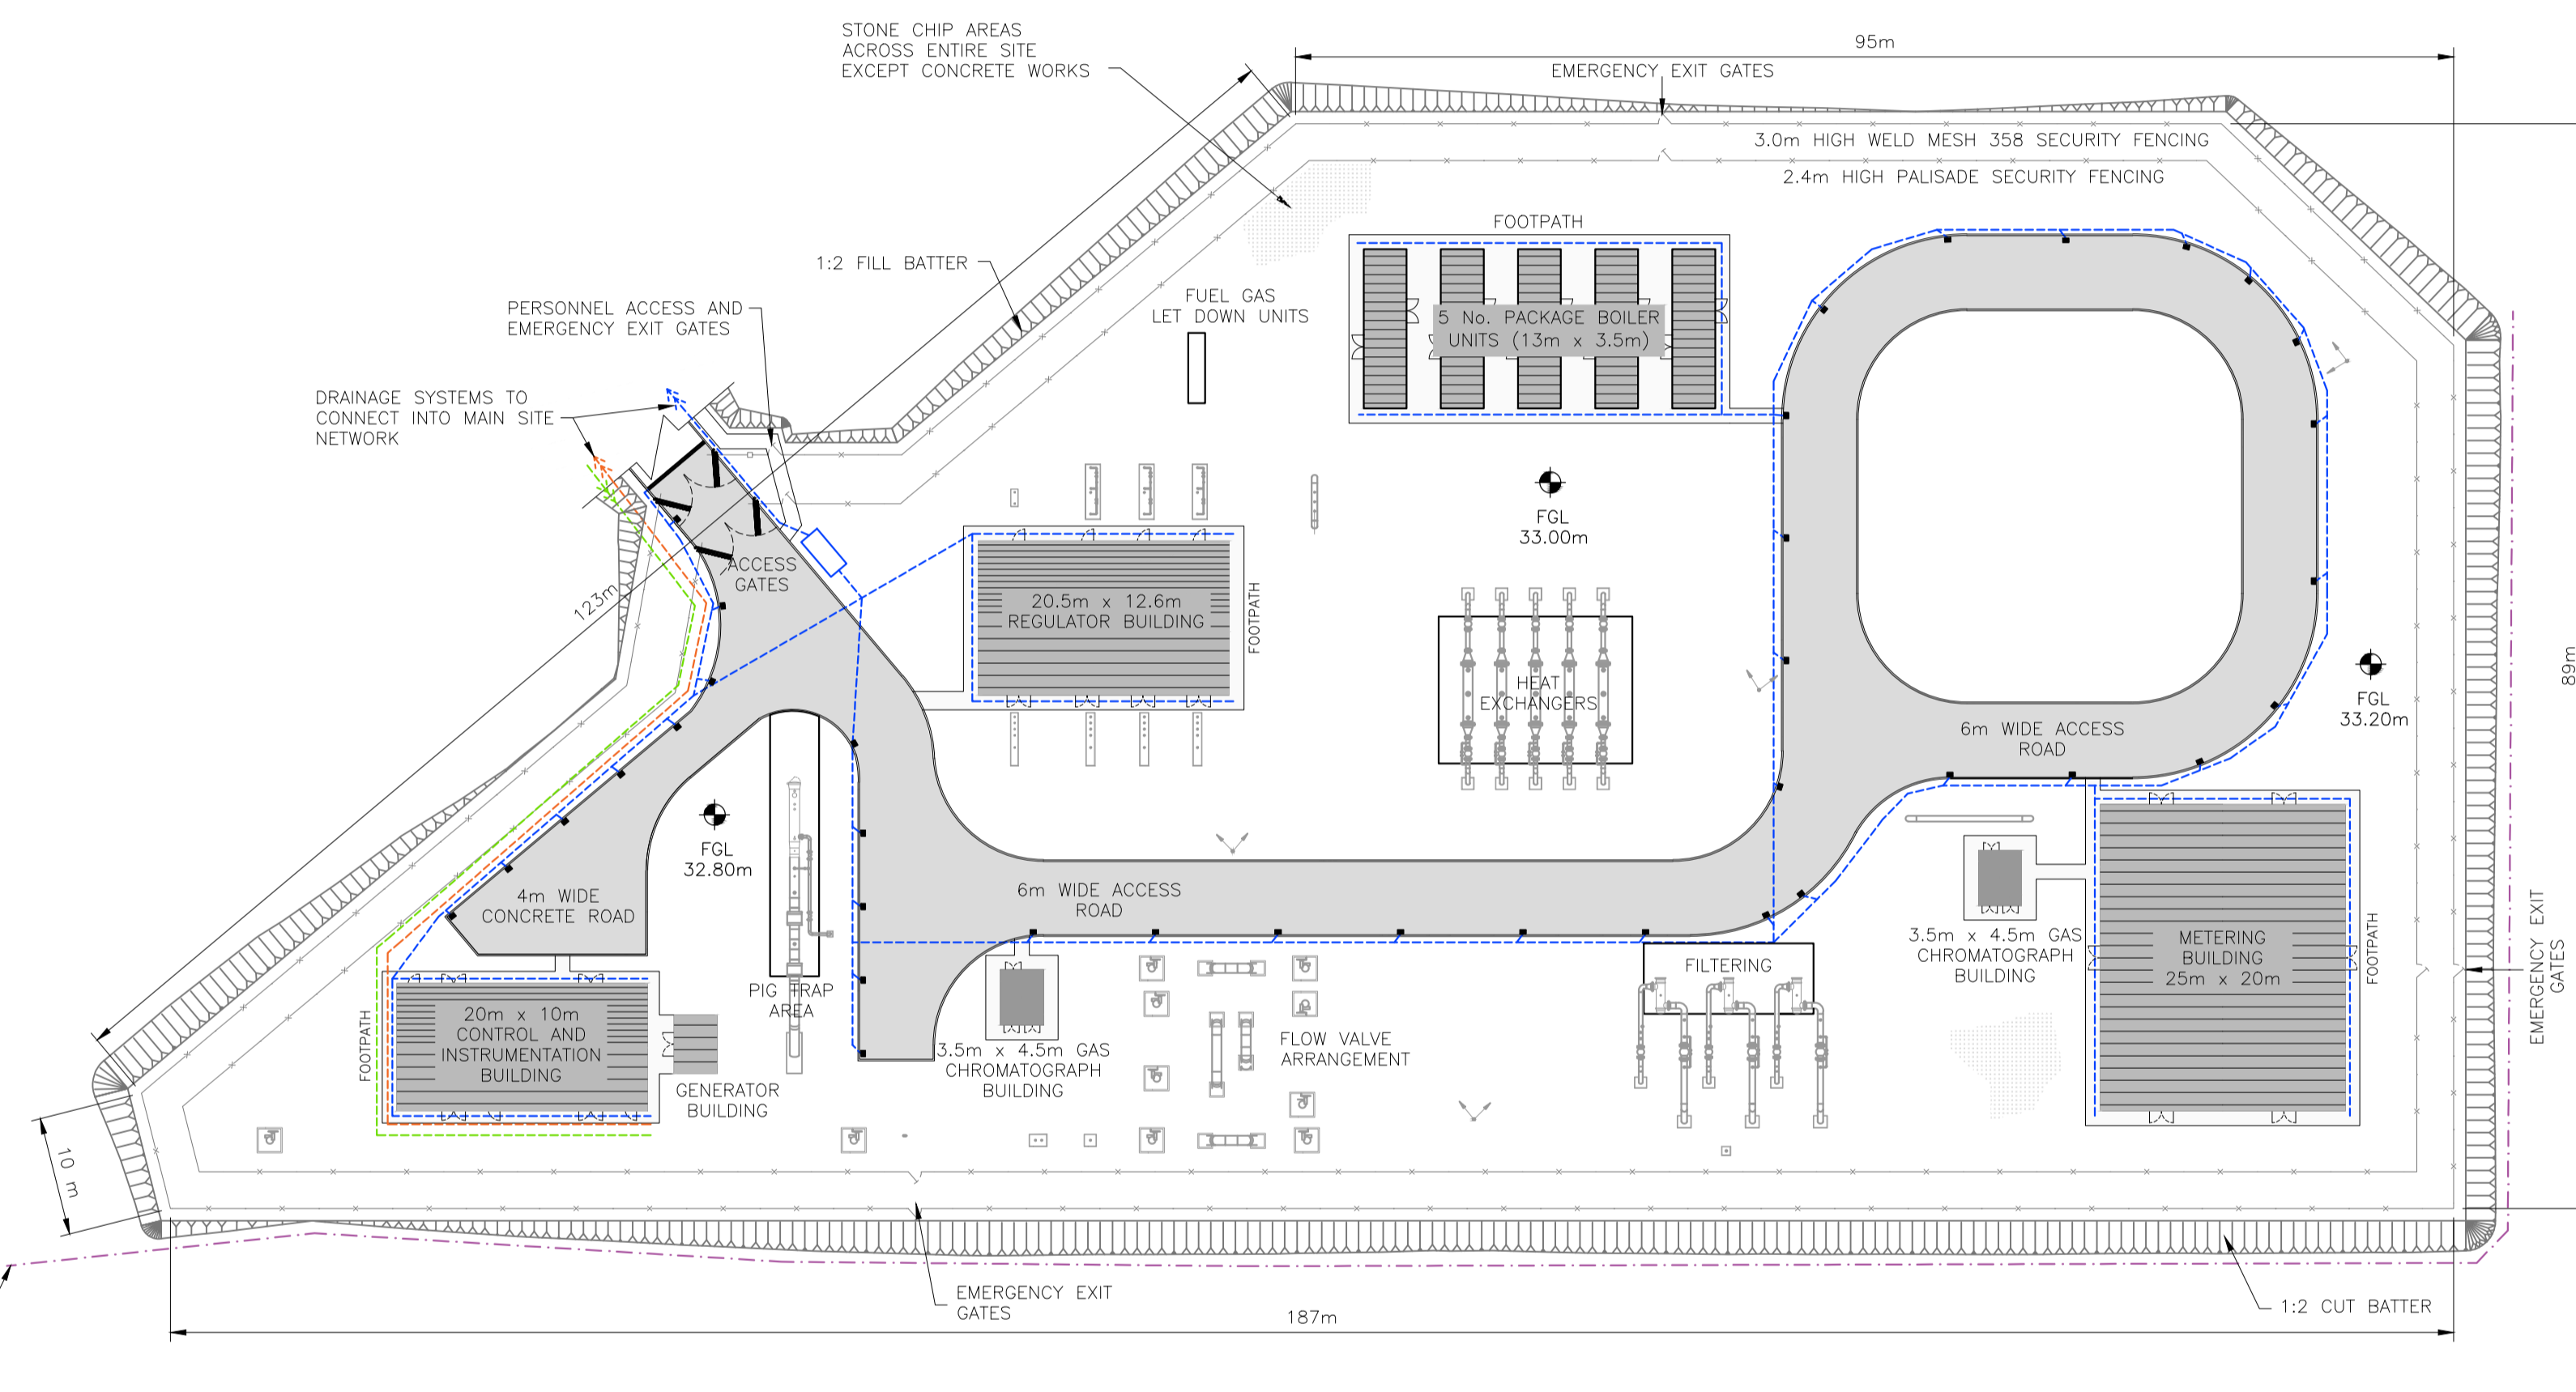 STONE CHIP AREAS
ACROSS ENTIRE SITE
EXCEPT CONCRETE WORKS
95m
EMERGENCY EXIT GATES
3.0m HIGH WELD MESH 358 SECURITY FENCING
2.4m HIGH PALISADE SECURITY FENCING
FOOTPATH
1:2 FILL BATTER
FUEL GAS
LET DOWN UNITS
PERSONNEL ACCESS AND
EMERGENCY EXIT GATES
5 No. PACKAGE BOILER
UNITS (13m x 3.5m)
DRAINAGE SYSTEMS TO
CONNECT INTO MAIN SITE
NETWORK
FGL
33.00m
ACCESS
GATES
123m
20.5m x 12.6m
REGULATOR BUILDING
FOOTPATH
HEAT
EXCHANGERS
89m
FGL
33.20m
6m WIDE ACCESS
ROAD
FGL
32.80m
4m WIDE
CONCRETE ROAD
6m WIDE ACCESS
ROAD
3.5m x 4.5m GAS
CHROMATOGRAPH
BUILDING
METERING
BUILDING
25m x 20m
FOOTPATH
EMERGENCY EXIT
GATES
FILTERING
PIG TRAP
AREA
20m x 10m
CONTROL AND
INSTRUMENTATION
BUILDING
FOOTPATH
GENERATOR
BUILDING
3.5m x 4.5m GAS
CHROMATOGRAPH
BUILDING
FLOW VALVE
ARRANGEMENT
10 m
EMERGENCY EXIT
GATES
187m
1:2 CUT BATTER